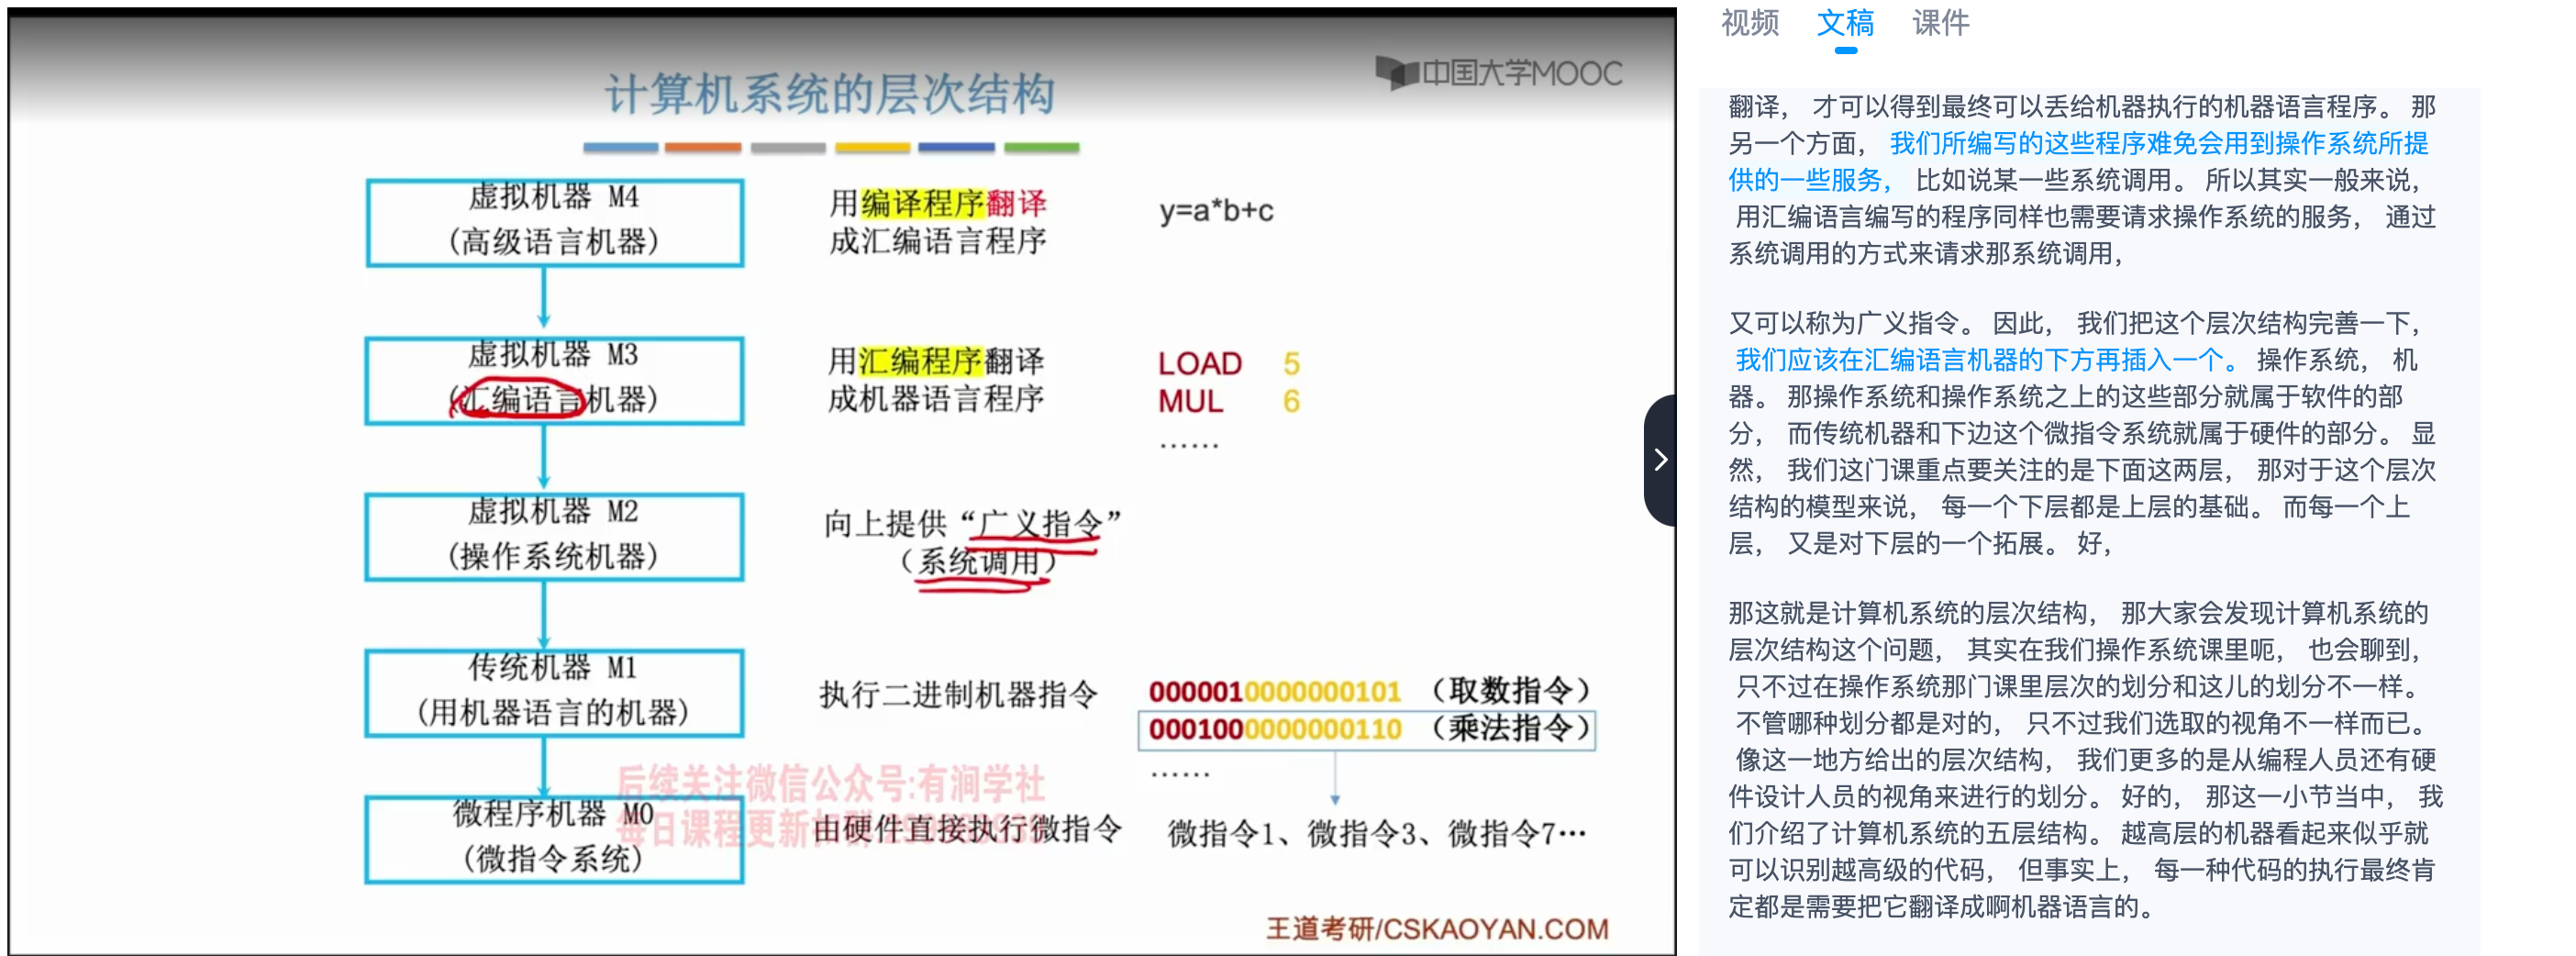 计算机系统的层次结构
中国大学MOOC
虚拟机器 M4
(高级语言机器)
用编译程序翻译
成汇编语言程序
y=a*b+c
虚拟机器 M3
(汇编语言机器)
用汇编程序翻译
成机器语言程序
LOAD 5
MUL 6
……
虚拟机器 M2
(操作系统机器)
向上提供“广义指令”
(系统调用)
传统机器 M1
(用机器语言的机器)
执行二进制机器指令
0000010000000101 (取数指令)
0001000000000110 (乘法指令)
……
后续关注微信公众号:有涧学社
每日课程更新扣群
微程序机器 M0
(微指令系统)
由硬件直接执行微指令
微指令1、微指令3、微指令7…
王道考研/CSKAOYAN.COM
视频 文稿 课件
翻译， 才可以得到最终可以丢给机器执行的机器语言程序。 那
另一个方面， 我们所编写的这些程序难免会用到操作系统所提
供的一些服务， 比如说某一些系统调用。 所以其实一般来说，
用汇编语言编写的程序同样也需要请求操作系统的服务， 通过
系统调用的方式来请求那系统调用，
又可以称为广义指令。 因此， 我们把这个层次结构完善一下，
我们应该在汇编语言机器的下方再插入一个。 操作系统， 机
器。 那操作系统和操作系统之上的这些部分就属于软件的部
分， 而传统机器和下边这个微指令系统就属于硬件的部分。 显
然， 我们这门课重点要关注的是下面这两层， 那对于这个层次
结构的模型来说， 每一个下层都是上层的基础。 而每一个上
层， 又是对下层的一个拓展。 好，
那这就是计算机系统的层次结构， 那大家会发现计算机系统的
层次结构这个问题， 其实在我们操作系统课里呃， 也会聊到，
只不过在操作系统那门课里层次的划分和这儿的划分不一样。
不管哪种划分都是对的， 只不过我们选取的视角不一样而已。
像这一地方给出的层次结构， 我们更多的是从编程人员还有硬
件设计人员的视角来进行的划分。 好的， 那这一小节当中， 我
们介绍了计算机系统的五层结构。 越高层的机器看起来似乎就
可以识别越高级的代码， 但事实上， 每一种代码的执行最终肯
定都是需要把它翻译成啊机器语言的。